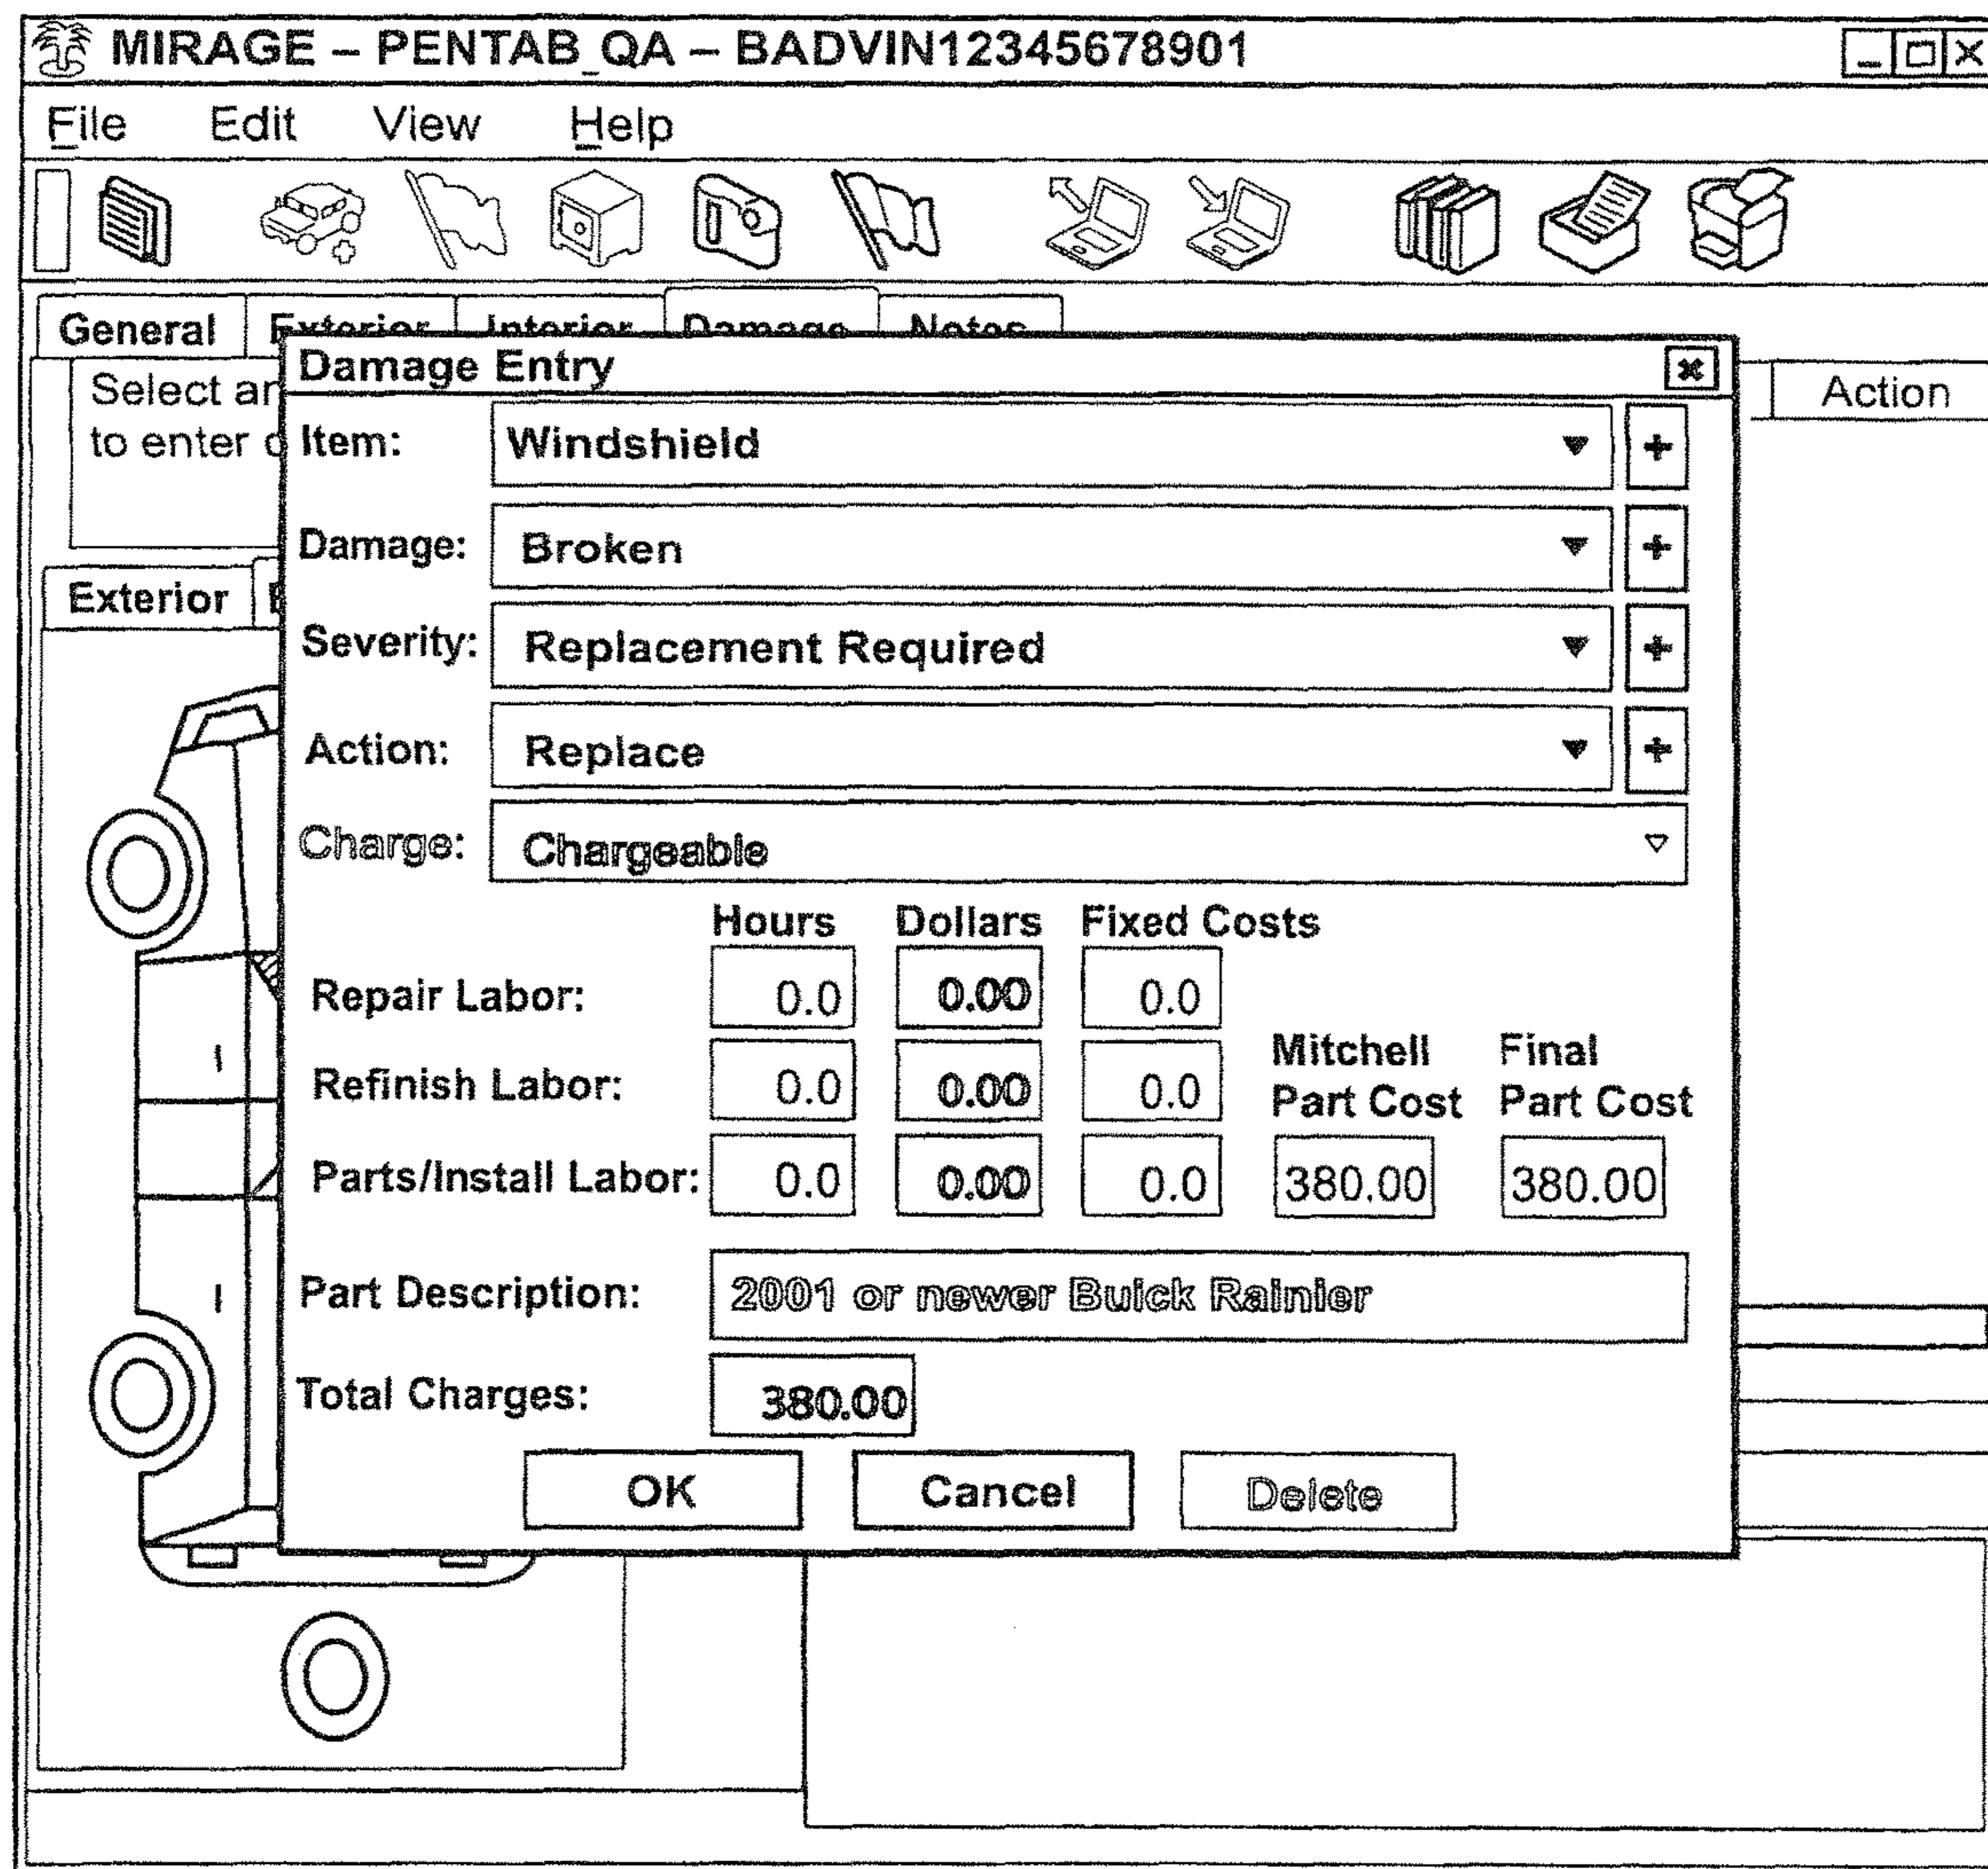 MIRAGE – PENTAB_QA – BADVIN12345678901
File Edit View Help
General Exterior Interior Damage Notes
Select
to enter
Action
Exterior
Damage Entry
Item: Windshield
Damage: Broken
Severity: Replacement Required
Action: Replace
Charge: Chargeable
Hours Dollars Fixed Costs
Repair Labor: 0.0 0.00 0.0
Mitchell Part Cost
Final Part Cost
Refinish Labor: 0.0 0.00 0.0
Parts/Install Labor: 0.0 0.00 0.0 380.00 380.00
Part Description: 2001 or newer Buick Rainier
Total Charges: 380.00
OK Cancel Delete